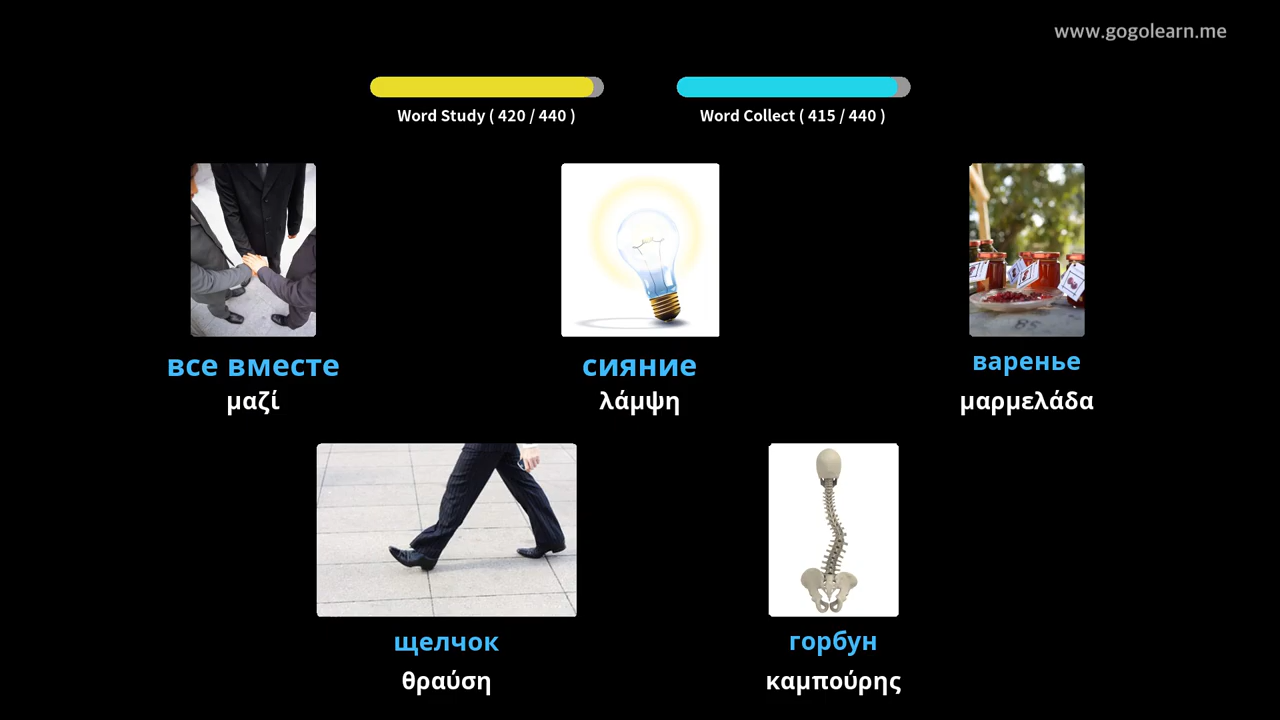 www.gogolearn.me
Word Study ( 420 / 440 )
Word Collect ( 415 / 440 )
все вместе
μαζί
сияние
λάμψη
варенье
μαρμελάδα
щелчок
θραύση
горбун
καμπούρης